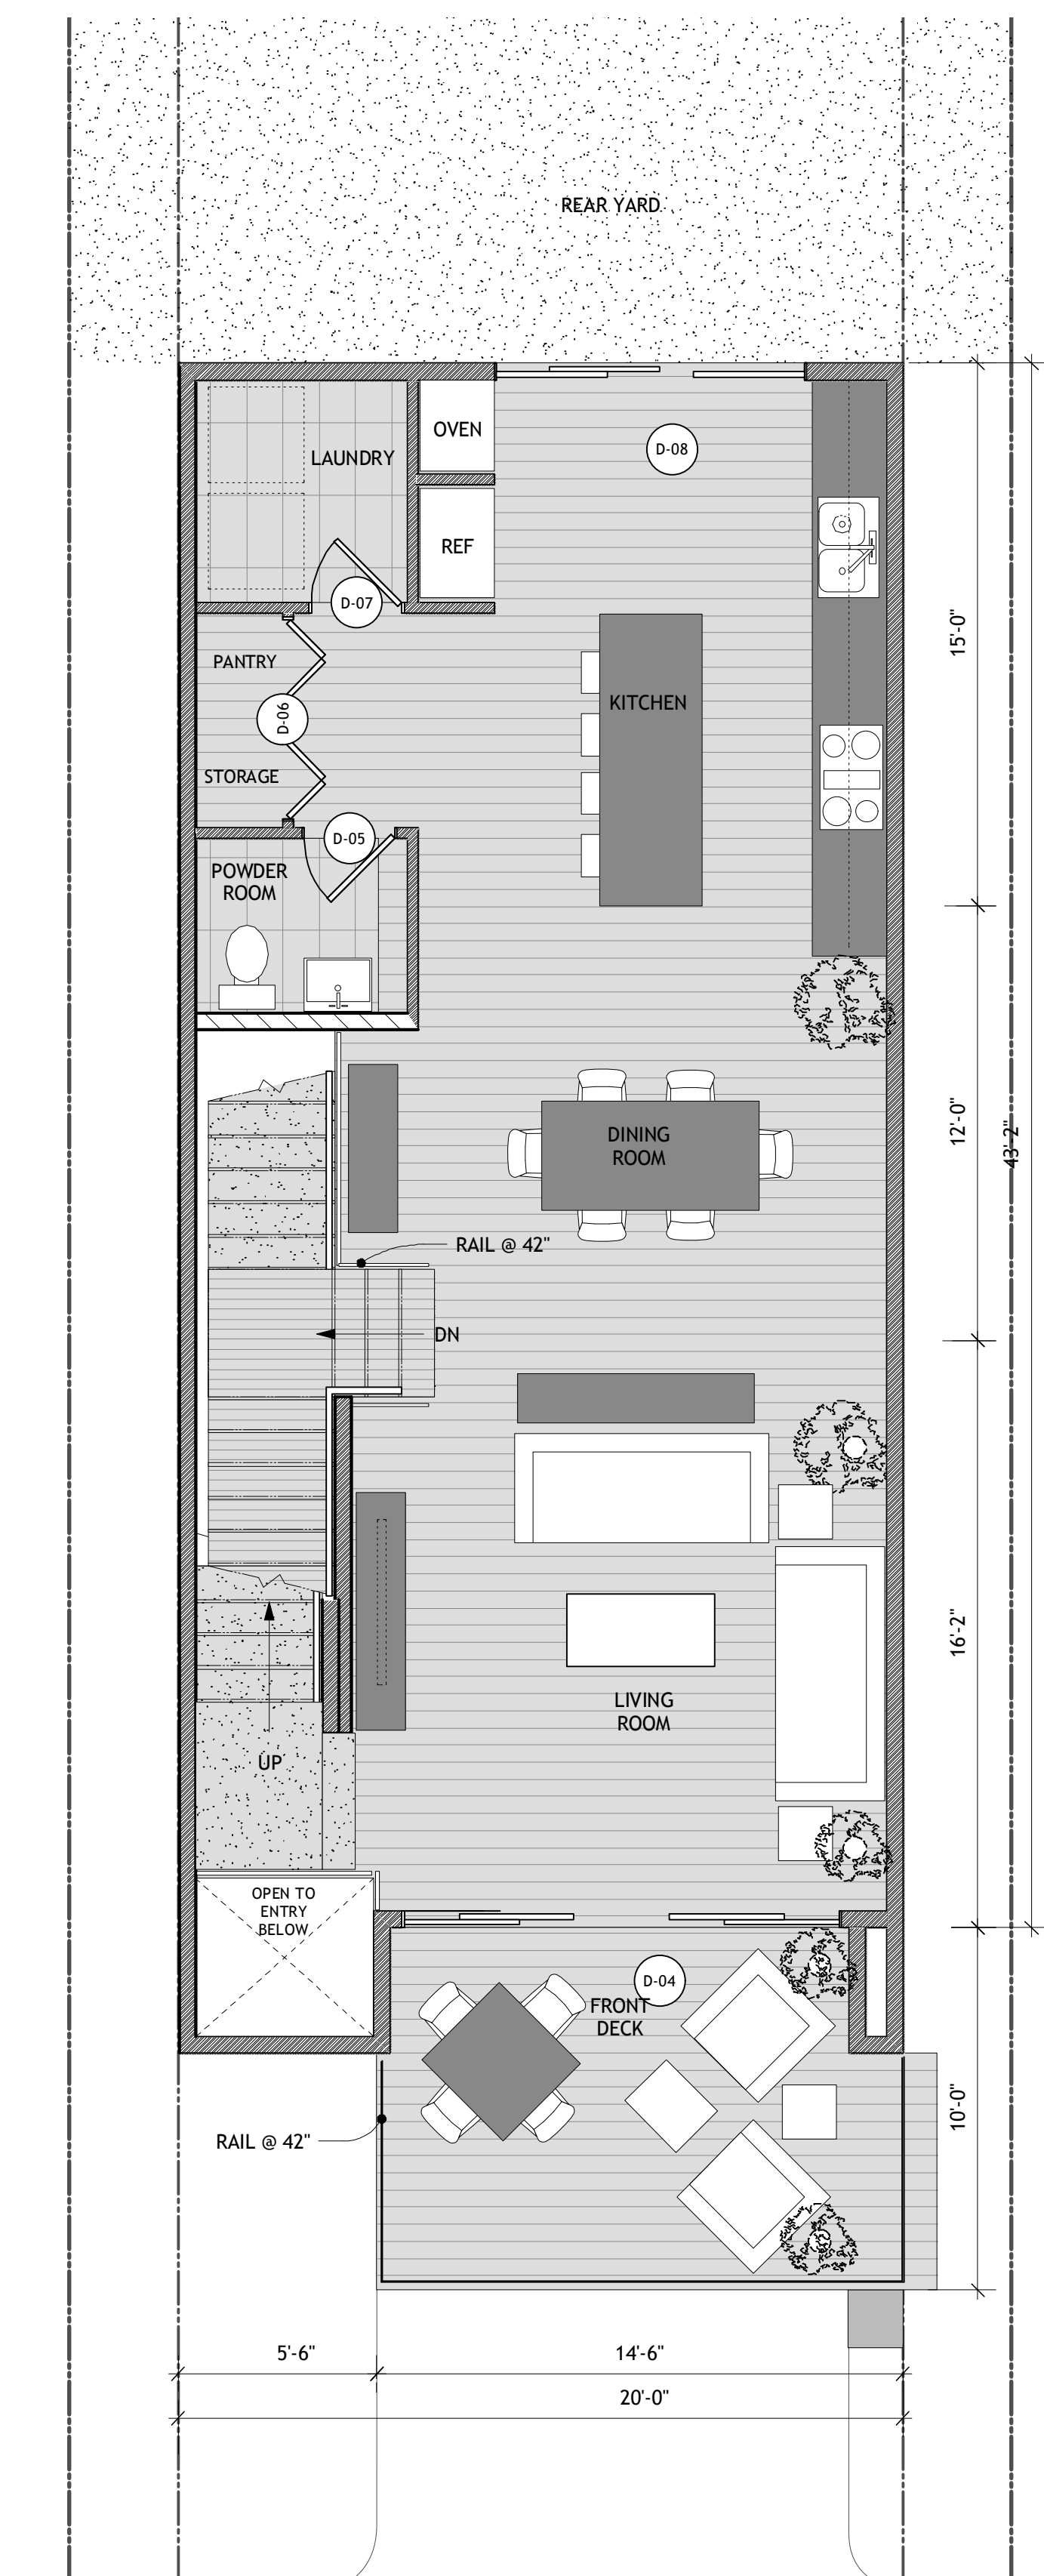 REAR YARD
OVEN
D-08
LAUNDRY
REF
D-07
15'-0"
PANTRY
KITCHEN
D-06
STORAGE
D-05
POWDER
ROOM
12'-0"
43'-2"
DINING
ROOM
RAIL @ 42"
DN
16'-2"
LIVING
ROOM
UP
OPEN TO
ENTRY
BELOW
D-04
FRONT
DECK
10'-0"
RAIL @ 42"
5'-6"
14'-6"
20'-0"